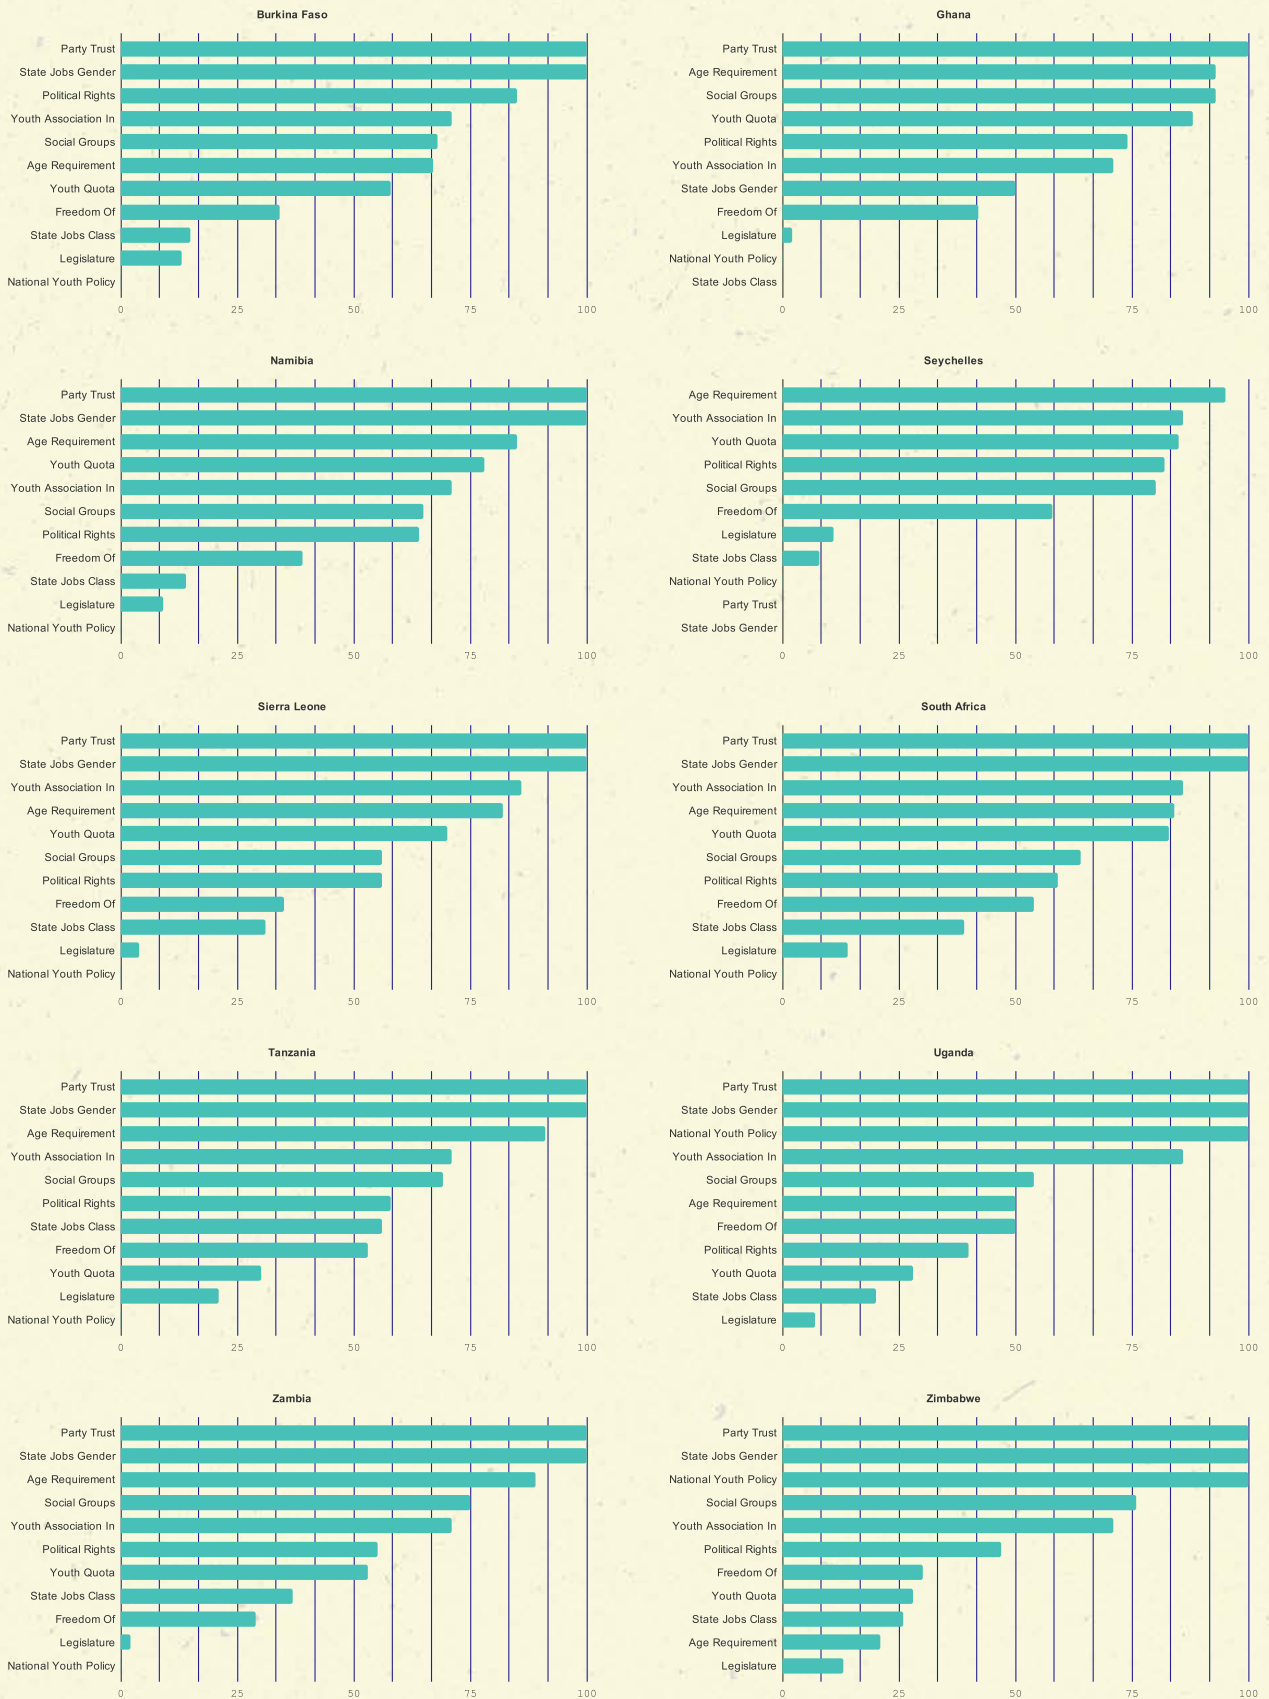 Burkina Faso
Party Trust
State Jobs Gender
Political Rights
Youth Association In
Social Groups
Age Requirement
Youth Quota
Freedom Of
State Jobs Class
Legislature
National Youth Policy
0 25 50 75 100
Ghana
Party Trust
Age Requirement
Social Groups
Youth Quota
Political Rights
Youth Association In
State Jobs Gender
Freedom Of
Legislature
National Youth Policy
State Jobs Class
0 25 50 75 100
Namibia
Party Trust
State Jobs Gender
Age Requirement
Youth Quota
Youth Association In
Social Groups
Political Rights
Freedom Of
State Jobs Class
Legislature
National Youth Policy
0 25 50 75 100
Seychelles
Age Requirement
Youth Association In
Youth Quota
Political Rights
Social Groups
Freedom Of
Legislature
State Jobs Class
National Youth Policy
Party Trust
State Jobs Gender
0 25 50 75 100
Sierra Leone
Party Trust
State Jobs Gender
Youth Association In
Age Requirement
Youth Quota
Social Groups
Political Rights
Freedom Of
State Jobs Class
Legislature
National Youth Policy
0 25 50 75 100
South Africa
Party Trust
State Jobs Gender
Youth Association In
Age Requirement
Youth Quota
Social Groups
Political Rights
Freedom Of
State Jobs Class
Legislature
National Youth Policy
0 25 50 75 100
Tanzania
Party Trust
State Jobs Gender
Age Requirement
Youth Association In
Social Groups
Political Rights
State Jobs Class
Freedom Of
Youth Quota
Legislature
National Youth Policy
0 25 50 75 100
Uganda
Party Trust
State Jobs Gender
National Youth Policy
Youth Association In
Social Groups
Age Requirement
Freedom Of
Political Rights
Youth Quota
State Jobs Class
Legislature
0 25 50 75 100
Zambia
Party Trust
State Jobs Gender
Age Requirement
Social Groups
Youth Association In
Political Rights
Youth Quota
State Jobs Class
Freedom Of
Legislature
National Youth Policy
0 25 50 75 100
Zimbabwe
Party Trust
State Jobs Gender
National Youth Policy
Social Groups
Youth Association In
Political Rights
Freedom Of
Youth Quota
State Jobs Class
Age Requirement
Legislature
0 25 50 75 100